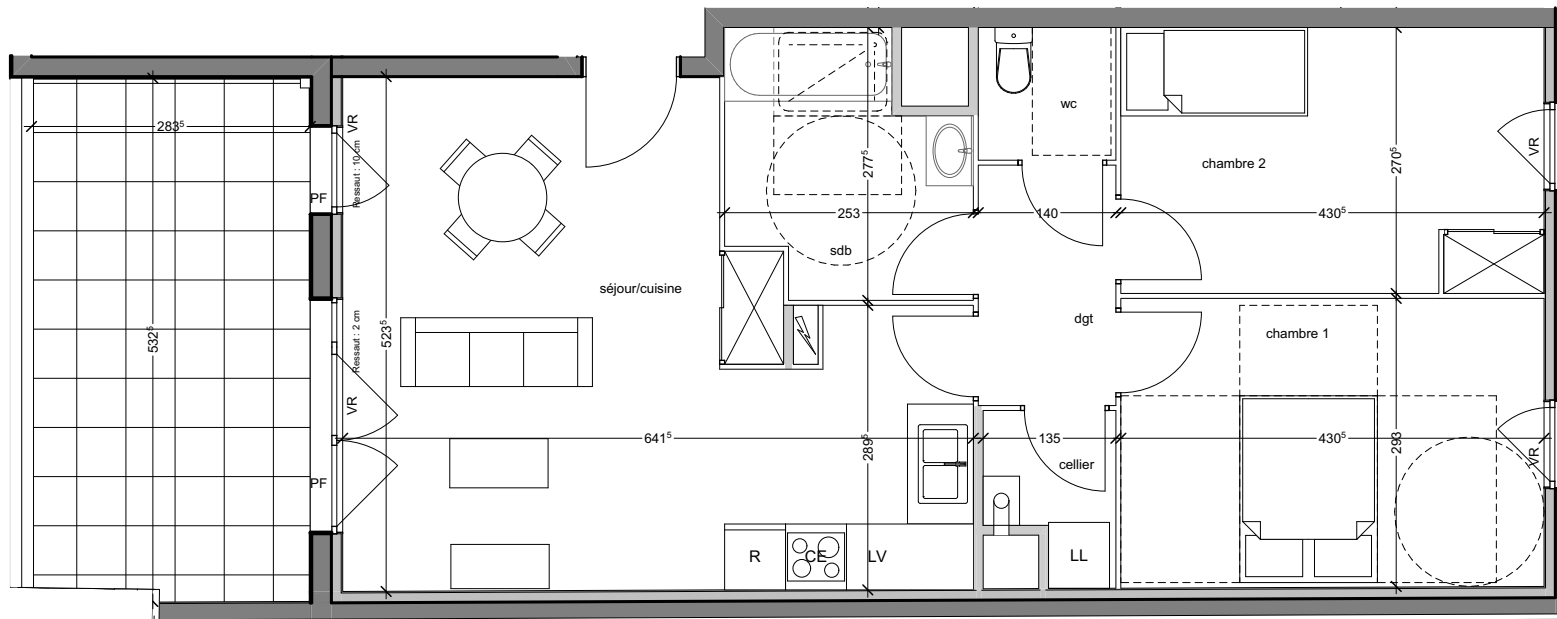 283⁵
532⁵
VR
Ressaut : 10 cm
PF
523⁵
Ressaut : 2 cm
VR
PF
séjour/cuisine
641⁵
277⁵
253
sdb
289⁵
R
CE
LV
wc
140
dgt
135
cellier
LL
chambre 2
270⁵
430⁵
VR
chambre 1
430⁵
293
VR